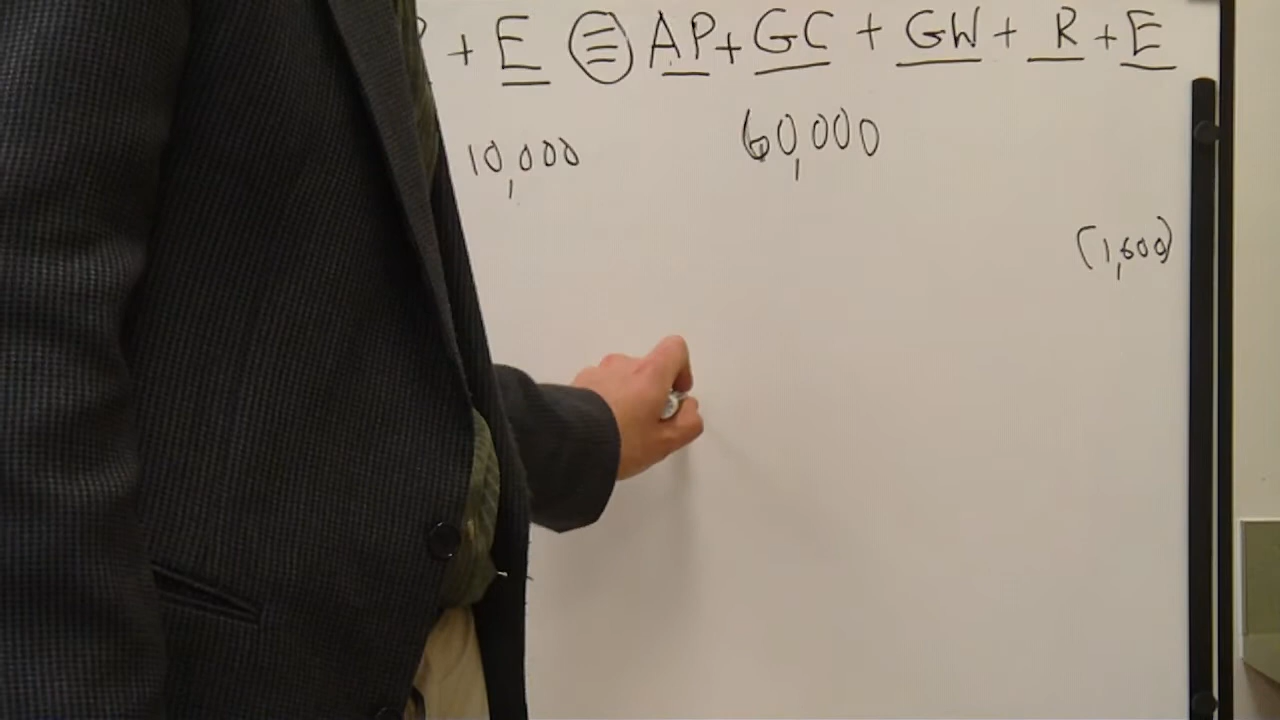 + E = AP + GC + GW + R + E
10,000 60,000
(1,600)